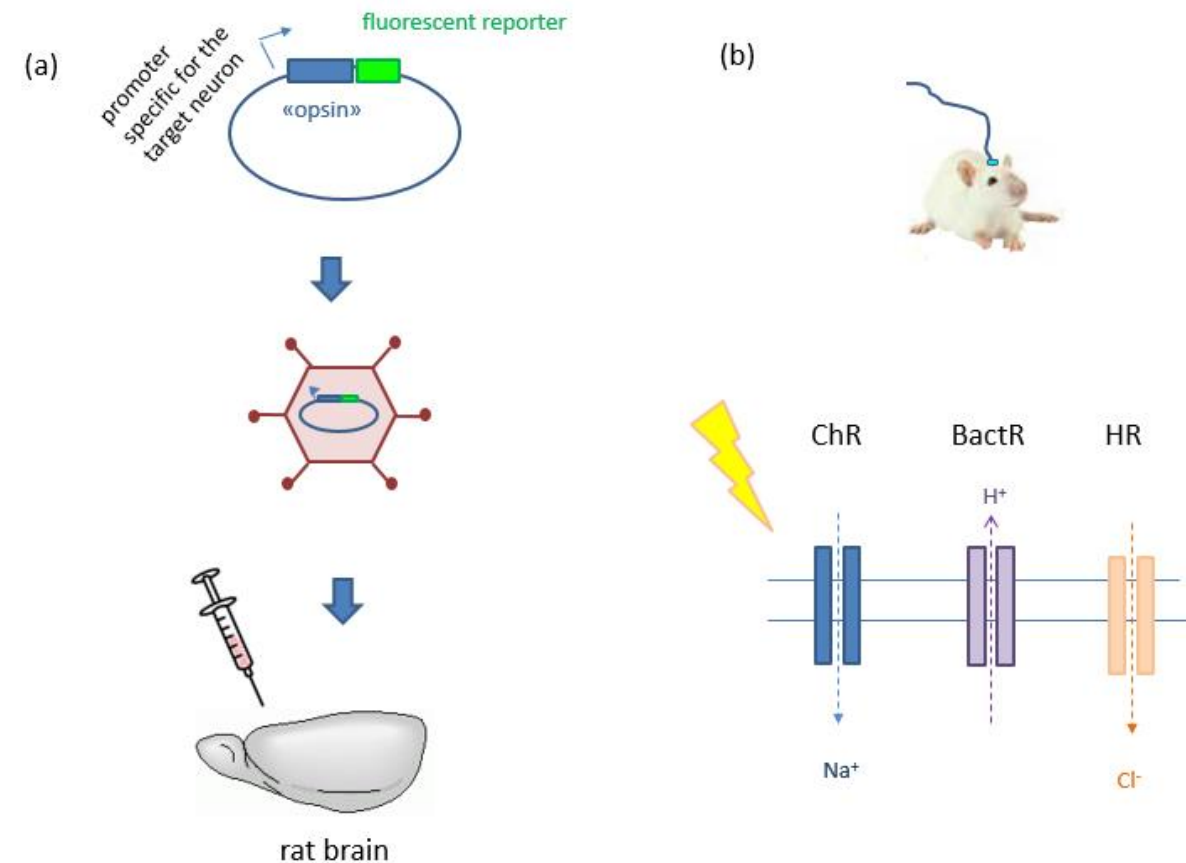 (a)
promoter
specific for the
target neuron
fluorescent reporter
«opsin»
rat brain
(b)
ChR
BactR
HR
H⁺
Na⁺
Cl⁻